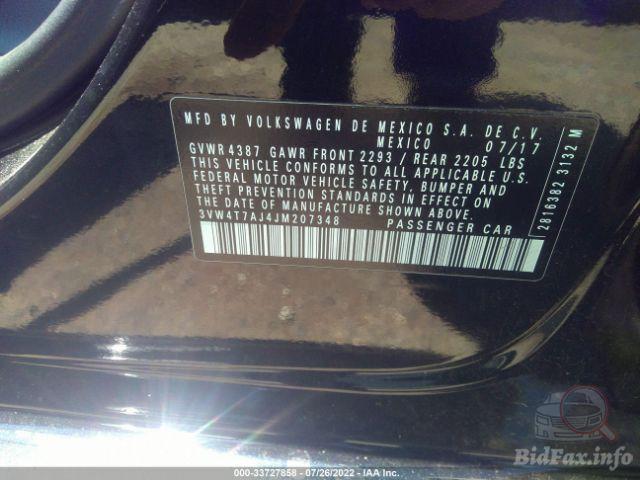 MFD BY VOLKSWAGEN DE MEXICO S.A. DE C.V.
MEXICO 07/17
GVWR 4387 GAWR FRONT 2293 / REAR 2205 LBS
THIS VEHICLE CONFORMS TO ALL APPLICABLE U.S.
FEDERAL MOTOR VEHICLE SAFETY, BUMPER AND
THEFT PREVENTION STANDARDS IN EFFECT ON
THE DATE OF MANUFACTURE SHOWN ABOVE.
3VW4T7AJ4JM207348 PASSENGER CAR
2816382 3132 M
BidFax.info
000-33727858 - 07/26/2022 - IAA Inc.